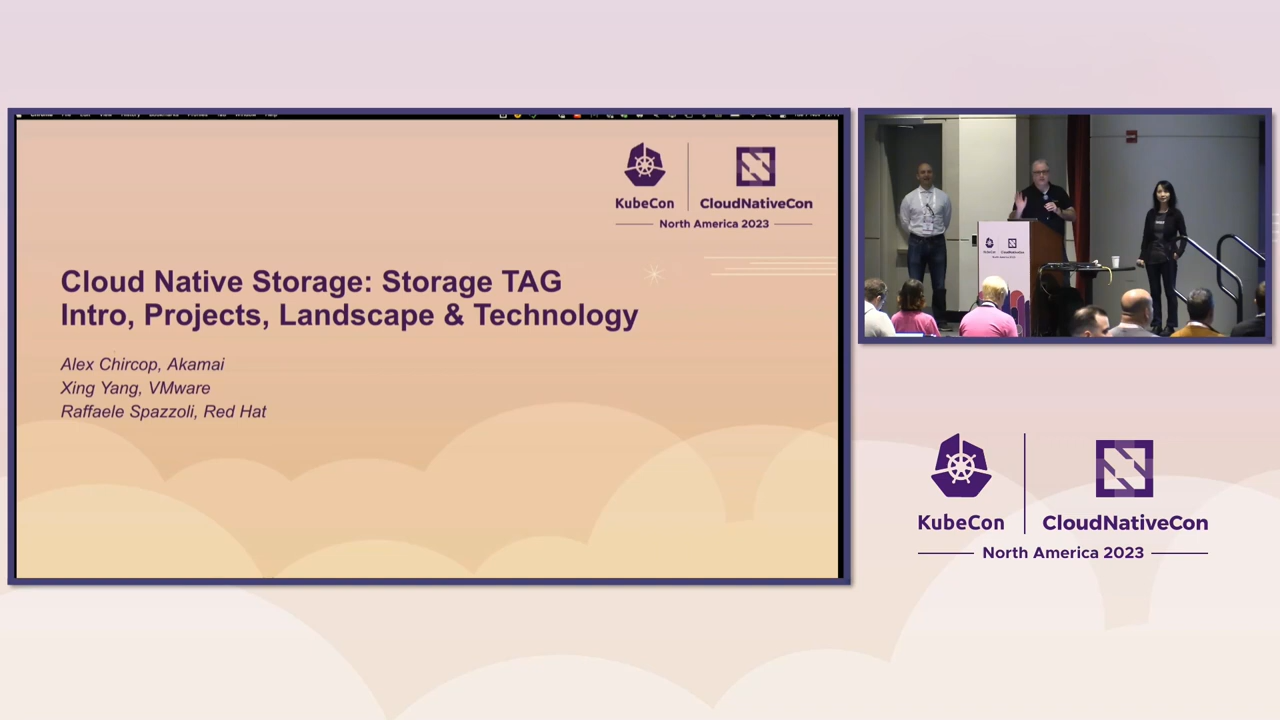 KubeCon
CloudNativeCon
North America 2023
Cloud Native Storage: Storage TAG
Intro, Projects, Landscape & Technology
Alex Chircop, Akamai
Xing Yang, VMware
Raffaele Spazzoli, Red Hat
KubeCon
CloudNativeCon
North America 2023